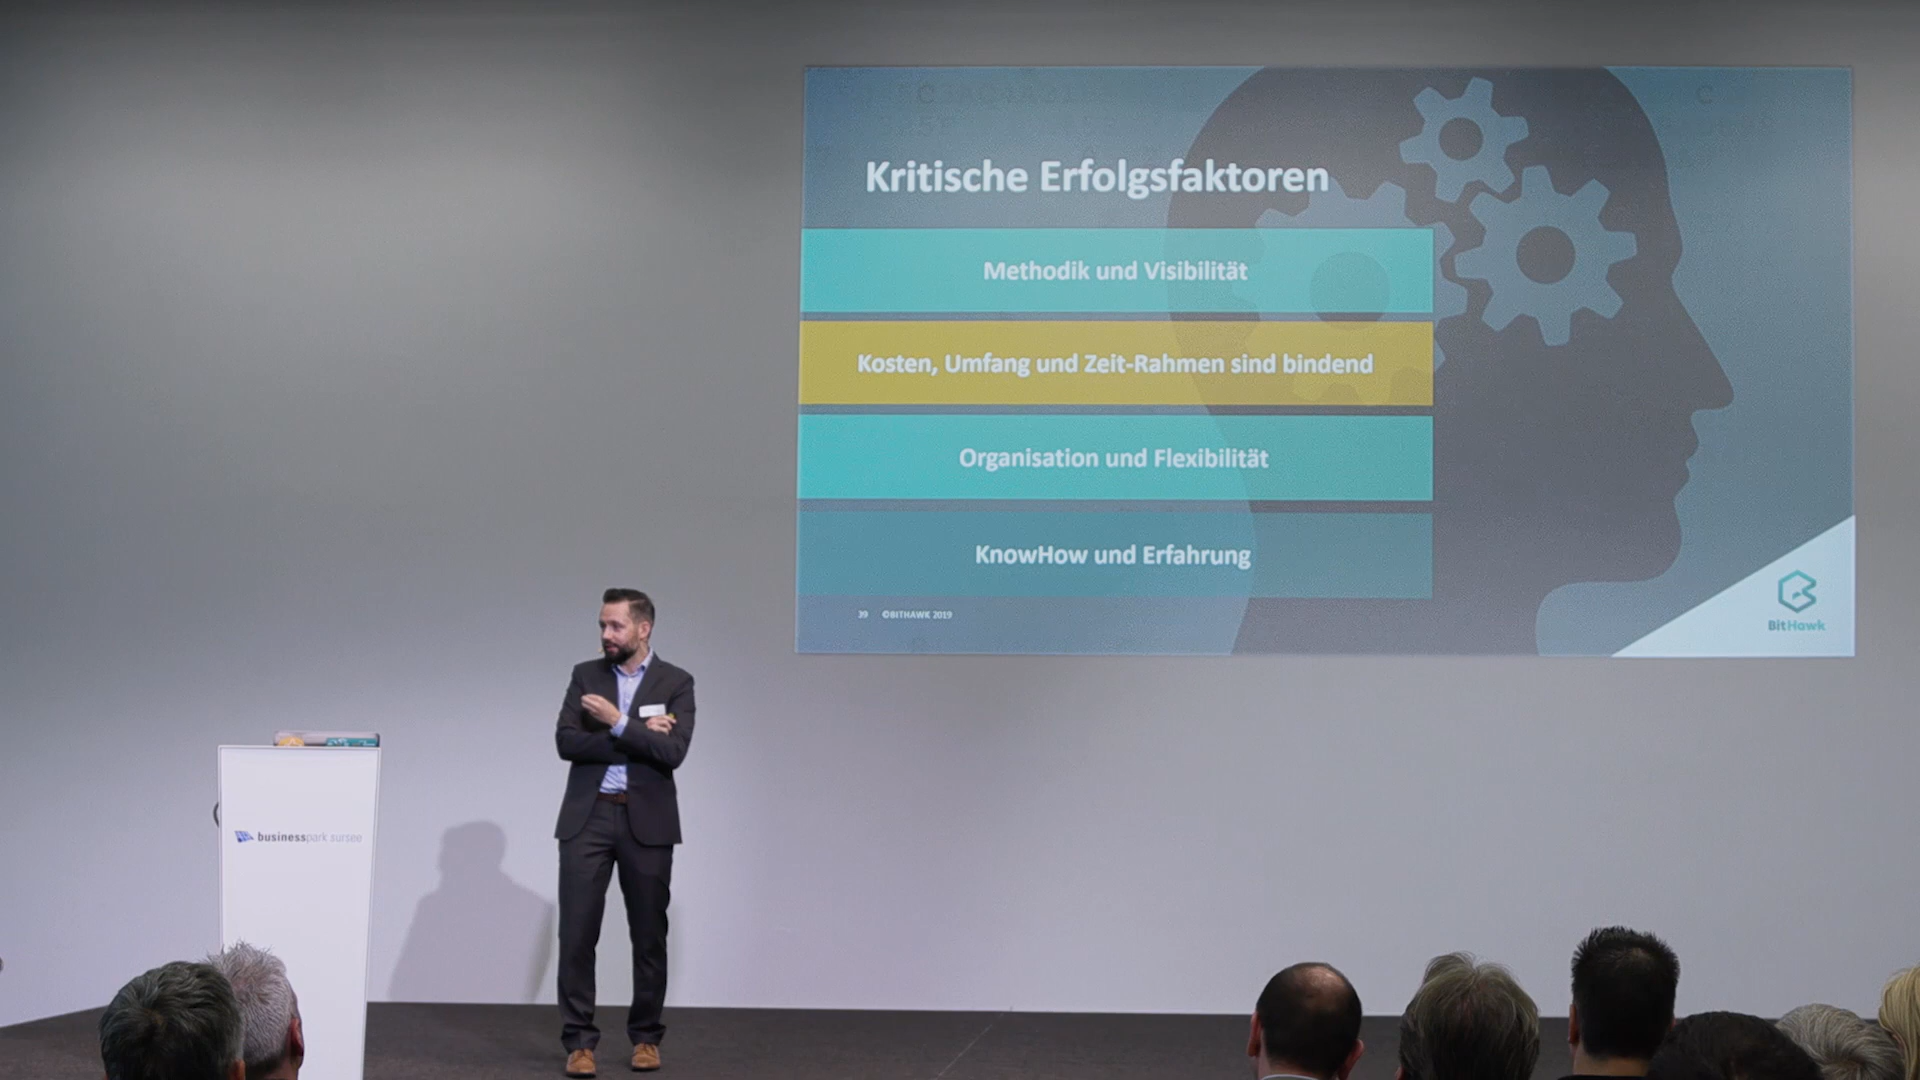 Kritische Erfolgsfaktoren
Methodik und Visibilität
Kosten, Umfang und Zeit-Rahmen sind bindend
Organisation und Flexibilität
KnowHow und Erfahrung
39 ©BITHAWK 2019
BitHawk
businesspark sursee